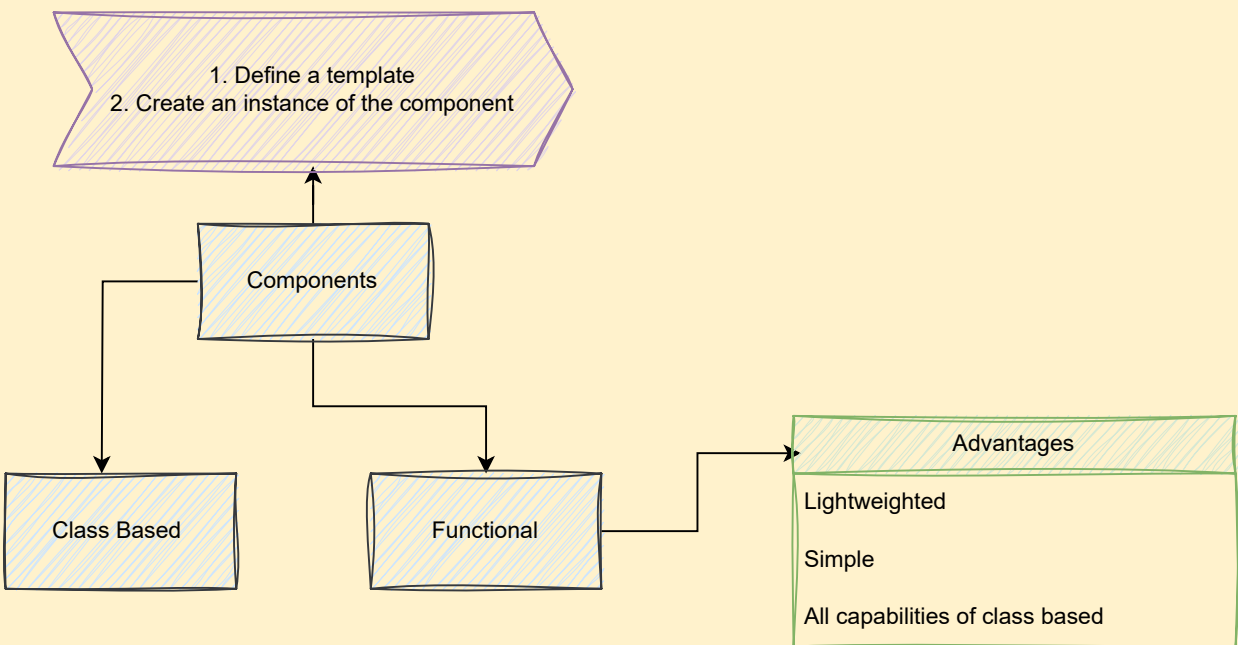 1. Define a template
2. Create an instance of the component
Components
Class Based
Functional
Advantages
Lightweighted
Simple
All capabilities of class based